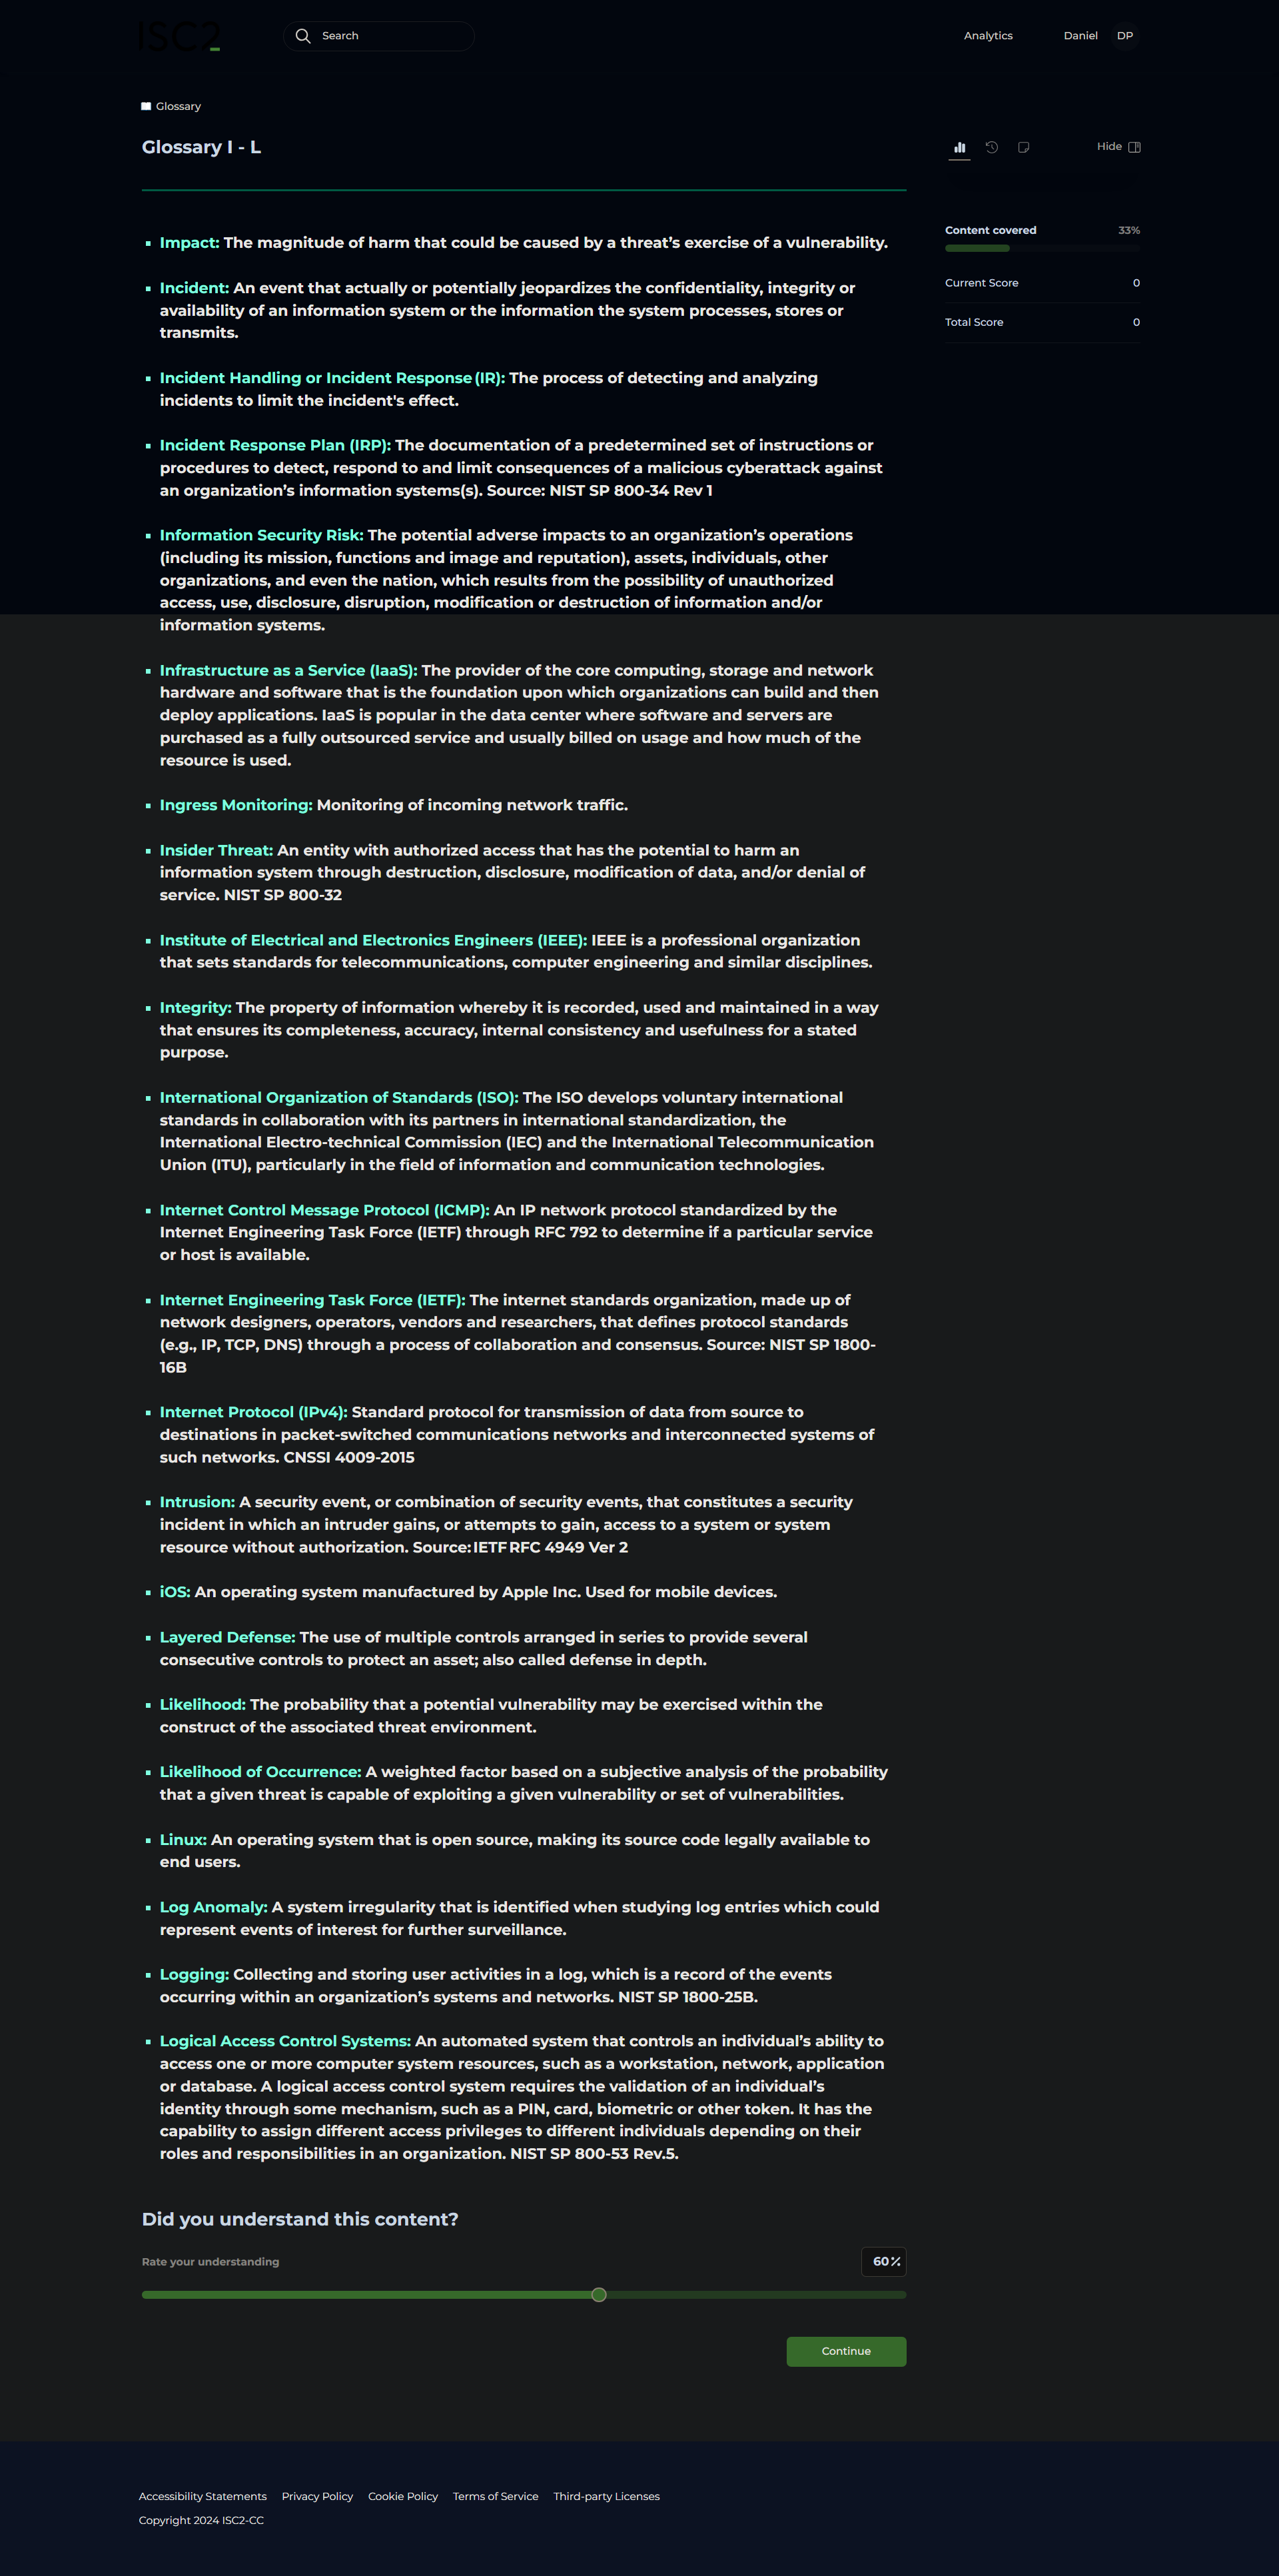 ISC2
Search
Analytics
Daniel
DP
Glossary
Glossary I - L
Hide
Impact: The magnitude of harm that could be caused by a threat’s exercise of a vulnerability.
Incident: An event that actually or potentially jeopardizes the confidentiality, integrity or
availability of an information system or the information the system processes, stores or
transmits.
Incident Handling or Incident Response (IR): The process of detecting and analyzing
incidents to limit the incident's effect.
Incident Response Plan (IRP): The documentation of a predetermined set of instructions or
procedures to detect, respond to and limit consequences of a malicious cyberattack against
an organization’s information systems(s). Source: NIST SP 800-34 Rev 1
Information Security Risk: The potential adverse impacts to an organization’s operations
(including its mission, functions and image and reputation), assets, individuals, other
organizations, and even the nation, which results from the possibility of unauthorized
access, use, disclosure, disruption, modification or destruction of information and/or
information systems.
Infrastructure as a Service (IaaS): The provider of the core computing, storage and network
hardware and software that is the foundation upon which organizations can build and then
deploy applications. IaaS is popular in the data center where software and servers are
purchased as a fully outsourced service and usually billed on usage and how much of the
resource is used.
Ingress Monitoring: Monitoring of incoming network traffic.
Insider Threat: An entity with authorized access that has the potential to harm an
information system through destruction, disclosure, modification of data, and/or denial of
service. NIST SP 800-32
Institute of Electrical and Electronics Engineers (IEEE): IEEE is a professional organization
that sets standards for telecommunications, computer engineering and similar disciplines.
Integrity: The property of information whereby it is recorded, used and maintained in a way
that ensures its completeness, accuracy, internal consistency and usefulness for a stated
purpose.
International Organization of Standards (ISO): The ISO develops voluntary international
standards in collaboration with its partners in international standardization, the
International Electro-technical Commission (IEC) and the International Telecommunication
Union (ITU), particularly in the field of information and communication technologies.
Internet Control Message Protocol (ICMP): An IP network protocol standardized by the
Internet Engineering Task Force (IETF) through RFC 792 to determine if a particular service
or host is available.
Internet Engineering Task Force (IETF): The internet standards organization, made up of
network designers, operators, vendors and researchers, that defines protocol standards
(e.g., IP, TCP, DNS) through a process of collaboration and consensus. Source: NIST SP 1800-
16B
Internet Protocol (IPv4): Standard protocol for transmission of data from source to
destinations in packet-switched communications networks and interconnected systems of
such networks. CNSSI 4009-2015
Intrusion: A security event, or combination of security events, that constitutes a security
incident in which an intruder gains, or attempts to gain, access to a system or system
resource without authorization. Source: IETF RFC 4949 Ver 2
iOS: An operating system manufactured by Apple Inc. Used for mobile devices.
Layered Defense: The use of multiple controls arranged in series to provide several
consecutive controls to protect an asset; also called defense in depth.
Likelihood: The probability that a potential vulnerability may be exercised within the
construct of the associated threat environment.
Likelihood of Occurrence: A weighted factor based on a subjective analysis of the probability
that a given threat is capable of exploiting a given vulnerability or set of vulnerabilities.
Linux: An operating system that is open source, making its source code legally available to
end users.
Log Anomaly: A system irregularity that is identified when studying log entries which could
represent events of interest for further surveillance.
Logging: Collecting and storing user activities in a log, which is a record of the events
occurring within an organization’s systems and networks. NIST SP 1800-25B.
Logical Access Control Systems: An automated system that controls an individual’s ability to
access one or more computer system resources, such as a workstation, network, application
or database. A logical access control system requires the validation of an individual’s
identity through some mechanism, such as a PIN, card, biometric or other token. It has the
capability to assign different access privileges to different individuals depending on their
roles and responsibilities in an organization. NIST SP 800-53 Rev.5.
Content covered
33%
Current Score
0
Total Score
0
Did you understand this content?
Rate your understanding
60%
Continue
Accessibility Statements
Privacy Policy
Cookie Policy
Terms of Service
Third-party Licenses
Copyright 2024 ISC2-CC